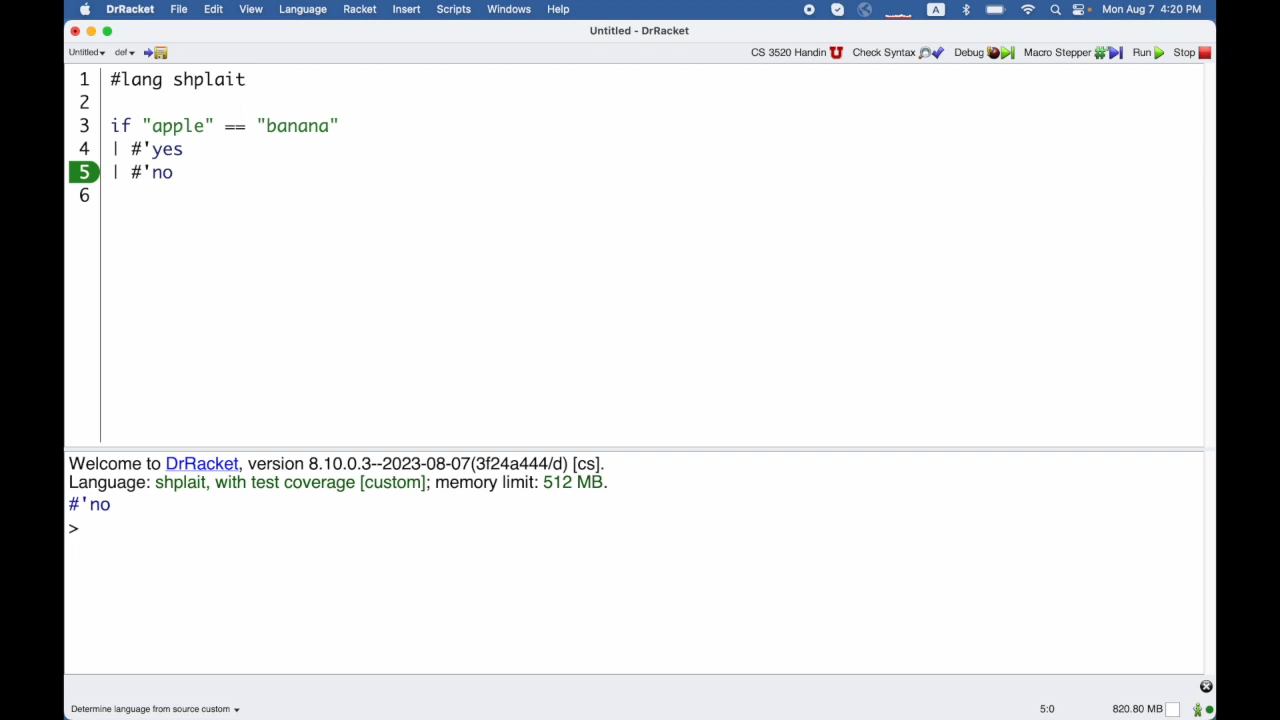 DrRacket File Edit View Language Racket Insert Scripts Windows Help A Mon Aug 7 4:20 PM
Untitled - DrRacket
Untitled def CS 3520 Handin Check Syntax Debug Macro Stepper Run Stop
1 #lang shplait
2
3 if "apple" == "banana"
4 | #'yes
5 | #'no
6
Welcome to DrRacket, version 8.10.0.3--2023-08-07(3f24a444/d) [cs].
Language: shplait, with test coverage [custom]; memory limit: 512 MB.
#'no
>
Determine language from source custom 5:0 820.80 MB